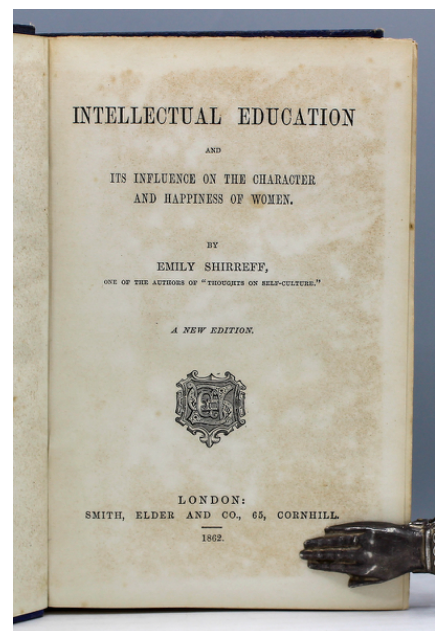 INTELLECTUAL EDUCATION
AND
ITS INFLUENCE ON THE CHARACTER
AND HAPPINESS OF WOMEN.
BY
EMILY SHIRREFF,
ONE OF THE AUTHORS OF "THOUGHTS ON SELF-CULTURE."
A NEW EDITION.
LONDON:
SMITH, ELDER AND CO., 65, CORNHILL.
1862.